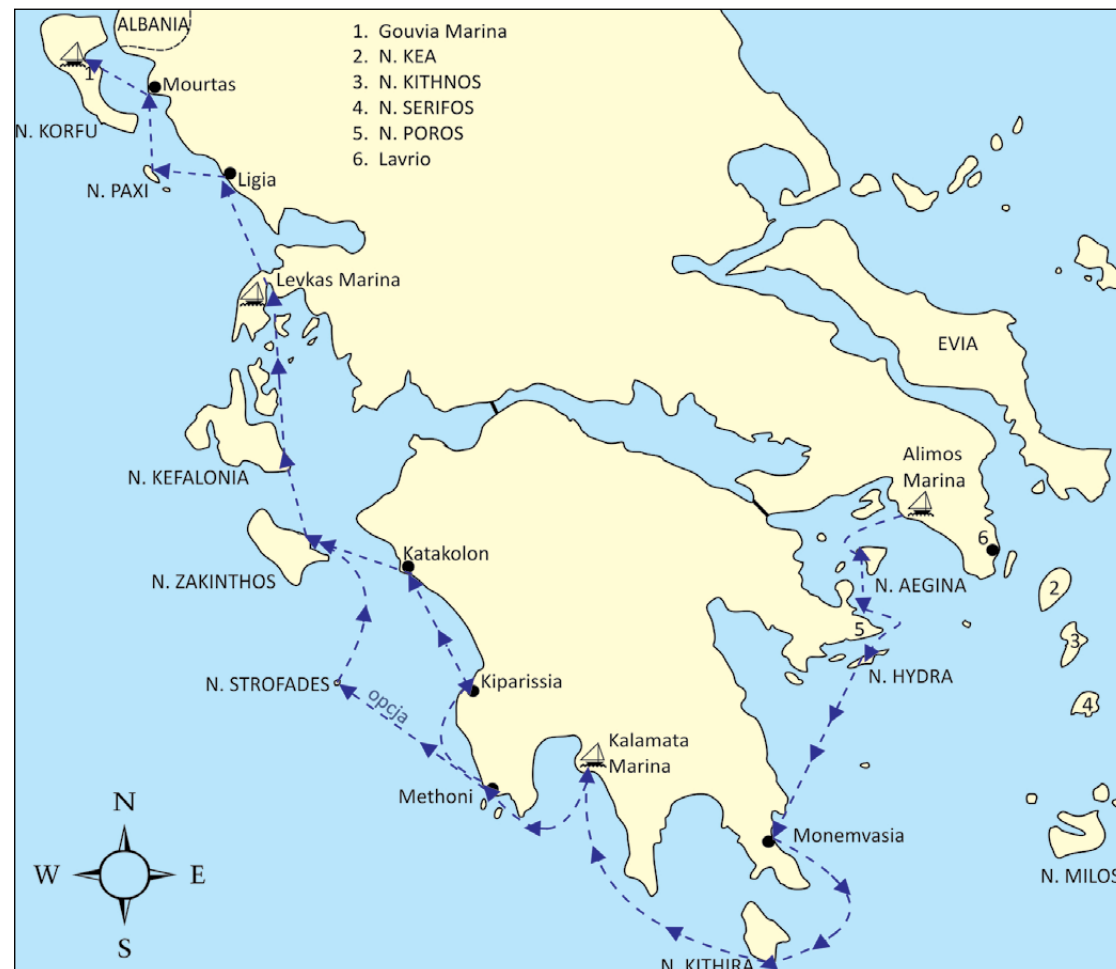 ALBANIA
1. Gouvia Marina
2. N. KEA
3. N. KITHNOS
4. N. SERIFOS
5. N. POROS
6. Lavrio
1
Mourtas
N. KORFU
Ligia
N. PAXI
Levkas Marina
EVIA
Alimos
Marina
N. KEFALONIA
6
Katakolon
N. ZAKINTHOS
N. AEGINA
2
5
3
N. HYDRA
N. STROFADES
Kiparissia
opcja
4
Kalamata
Marina
Methoni
N
Monemvasia
W
E
N. MILOS
S
N. KITHIRA